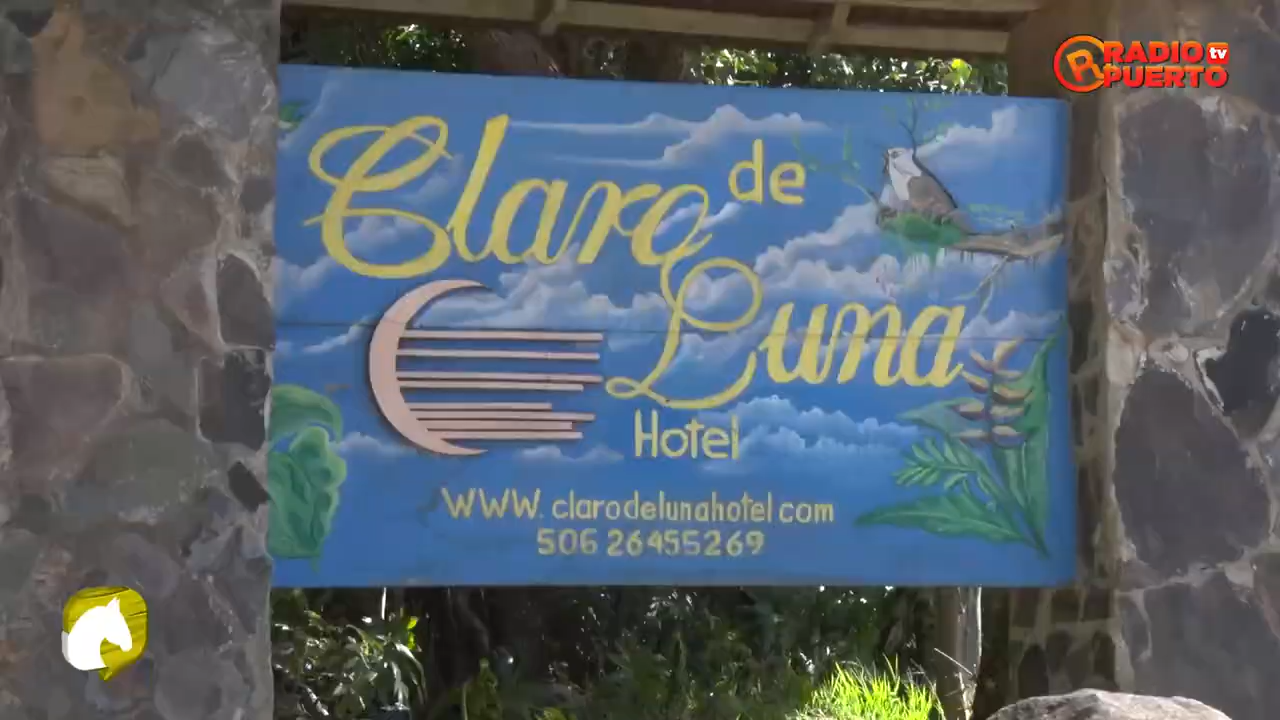 RADIO tv
PUERTO
Claro de
Luna
Hotel
WWW. clarodelunahotel.com
506 26455269